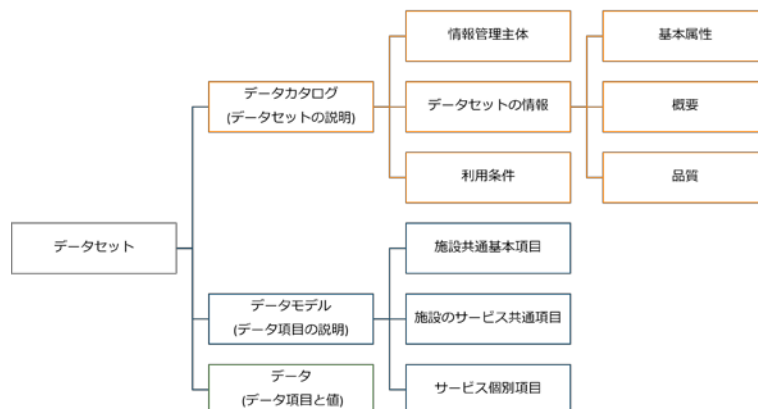 データセット
データカタログ
(データセットの説明)
情報管理主体
データセットの情報
基本属性
概要
品質
利用条件
データモデル
(データ項目の説明)
施設共通基本項目
施設のサービス共通項目
サービス個別項目
データ
(データ項目と値)